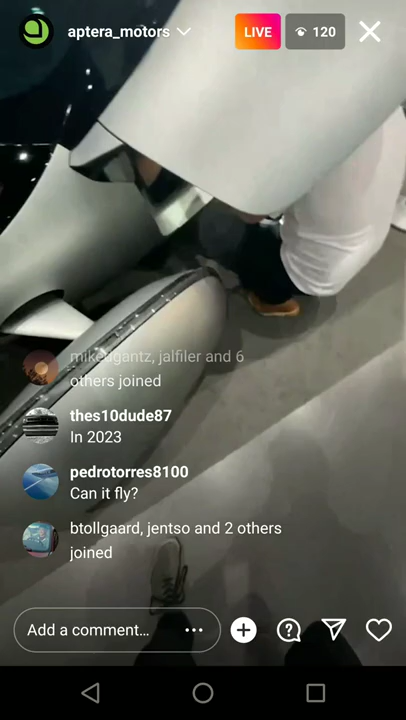 aptera_motors
LIVE
120
mikeugantz, jalfiler and 6
others joined
thes10dude87
In 2023
pedrotorres8100
Can it fly?
btollgaard, jentso and 2 others
joined
Add a comment...